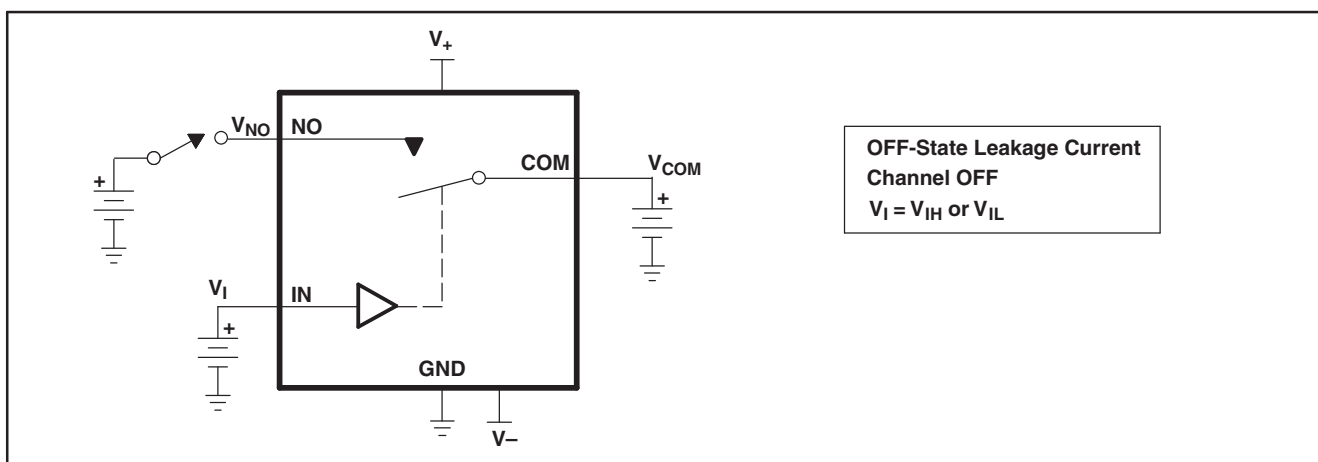 V+
VNO NO
COM VCOM
+
+
VI IN
+
GND
V–
OFF-State Leakage Current
Channel OFF
VI = VIH or VIL